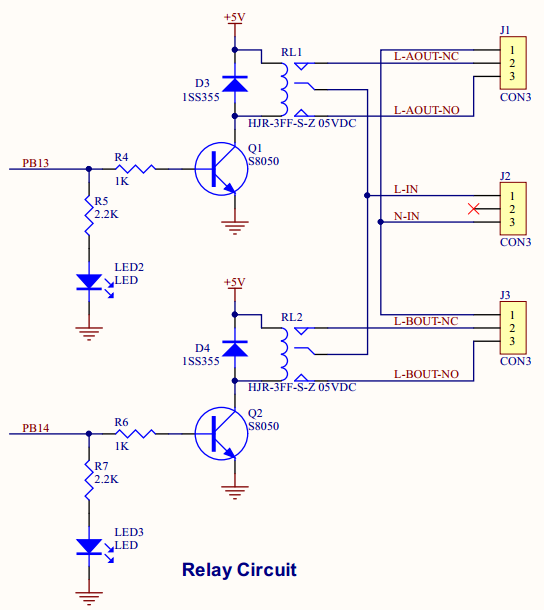 +5V
J1
RL1
L-AOUT-NC
1
2
3
D3
1SS355
L-AOUT-NO
CON3
HJR-3FF-S-Z 05VDC
Q1
S8050
PB13
R4
1K
J2
L-IN
1
2
3
N-IN
CON3
R5
2.2K
LED2
LED
+5V
J3
RL2
L-BOUT-NC
1
2
3
D4
1SS355
CON3
L-BOUT-NO
HJR-3FF-S-Z 05VDC
Q2
S8050
PB14
R6
1K
R7
2.2K
LED3
LED
Relay Circuit